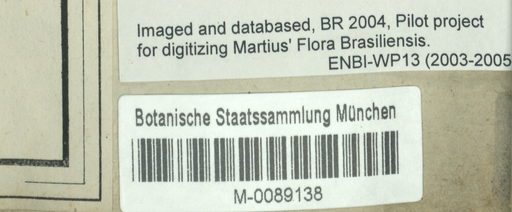 Imaged and databased, BR 2004, Pilot project
for digitizing Martius' Flora Brasiliensis.
ENBI-WP13 (2003-2005
Botanische Staatssammlung München
M-0089138